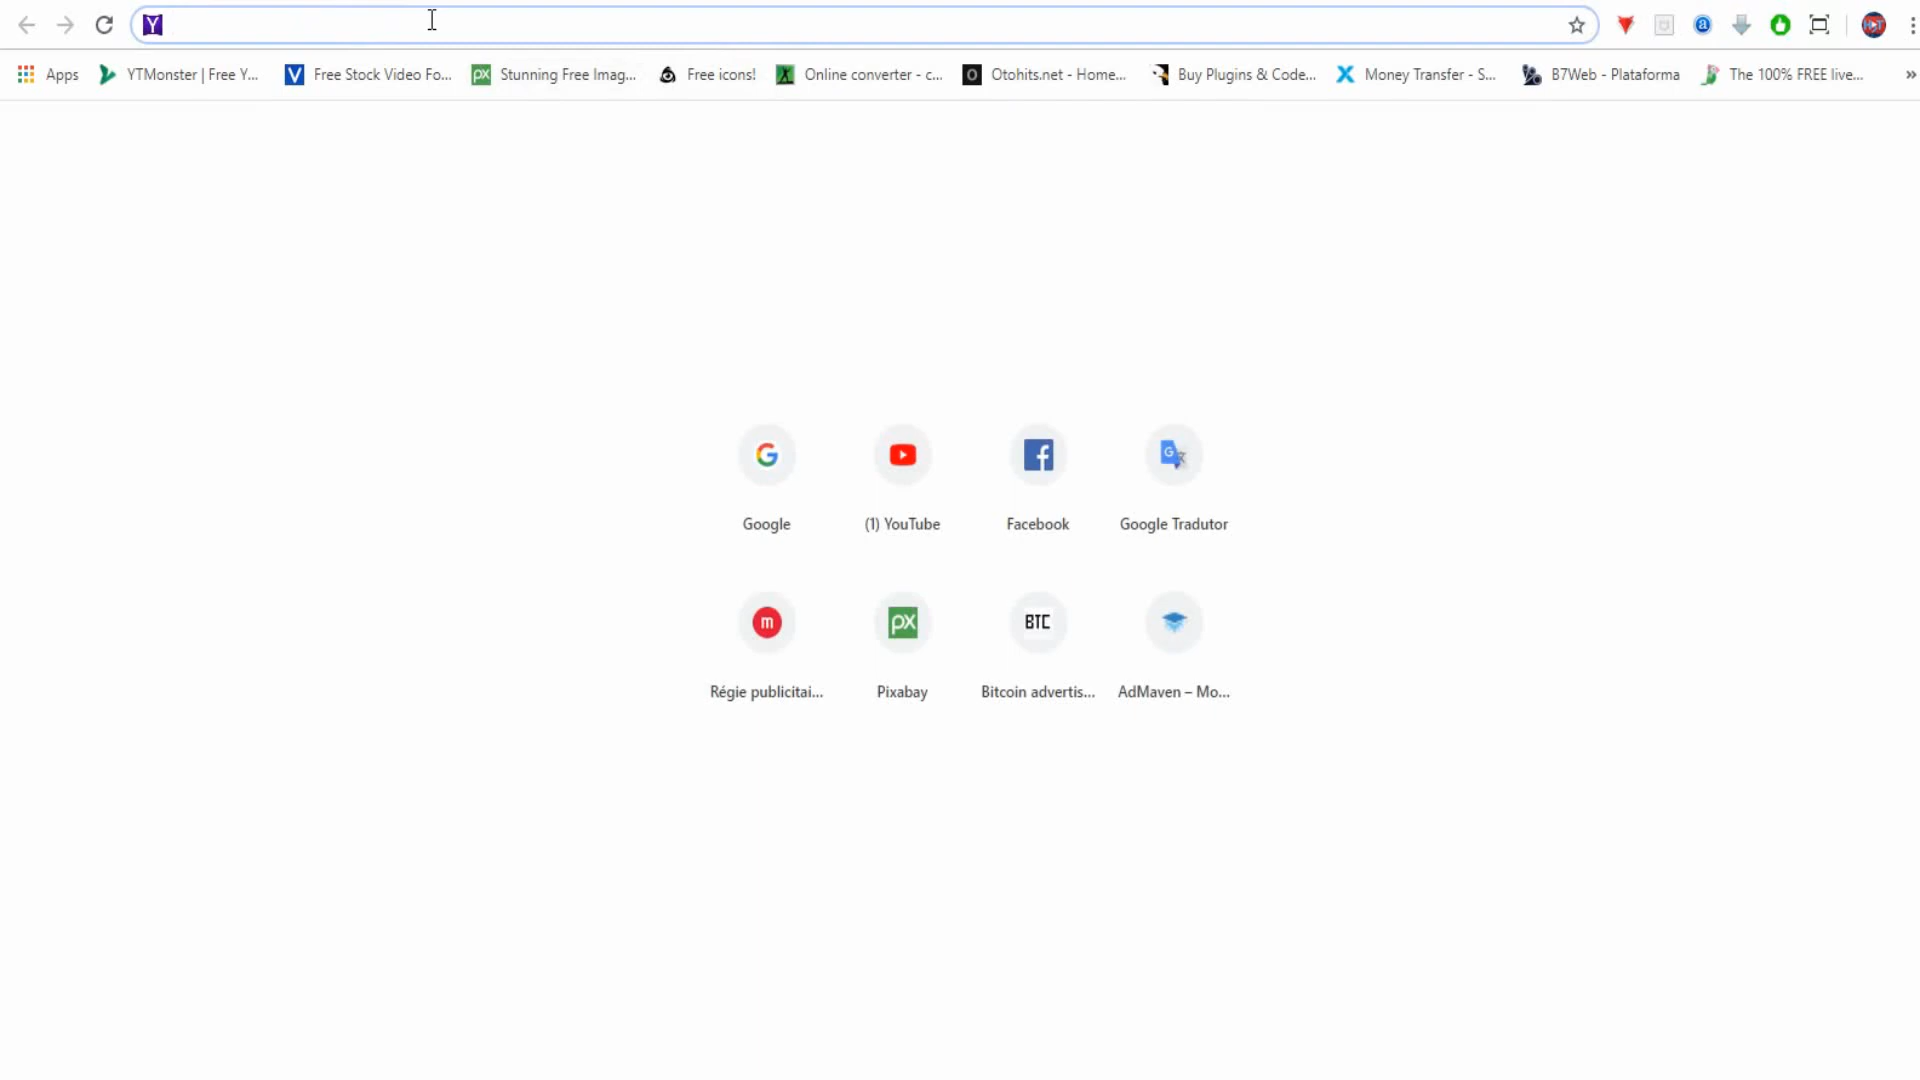 Apps YTMonster | Free Y... Free Stock Video Fo... Stunning Free Imag... Free icons! Online converter - c... Otohits.net - Home... Buy Plugins & Code... Money Transfer - S... B7Web - Plataforma The 100% FREE live... »
Google (1) YouTube Facebook Google Tradutor
BTC
Régie publicitai... Pixabay Bitcoin advertis... AdMaven – Mo...